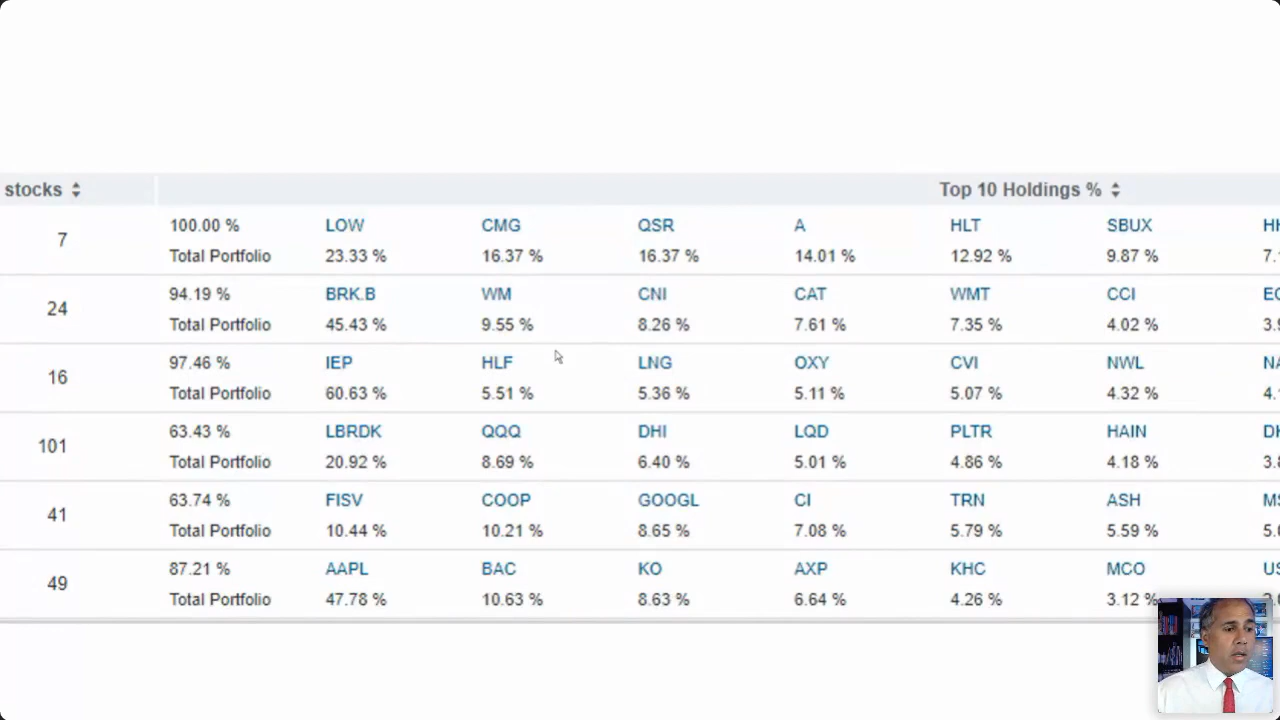 stocks Top 10 Holdings %
7 100.00 % LOW CMG QSR A HLT SBUX
Total Portfolio 23.33 % 16.37 % 16.37 % 14.01 % 12.92 % 9.87 % 7.
24 94.19 % BRK.B WM CNI CAT WMT CCI
Total Portfolio 45.43 % 9.55 % 8.26 % 7.61 % 7.35 % 4.02 % 3.
16 97.46 % IEP HLF LNG OXY CVI NWL
Total Portfolio 60.63 % 5.51 % 5.36 % 5.11 % 5.07 % 4.32 % 4.
101 63.43 % LBRDK QQQ DHI LQD PLTR HAIN
Total Portfolio 20.92 % 8.69 % 6.40 % 5.01 % 4.86 % 4.18 % 3.
41 63.74 % FISV COOP GOOGL CI TRN ASH
Total Portfolio 10.44 % 10.21 % 8.65 % 7.08 % 5.79 % 5.59 % 5.
49 87.21 % AAPL BAC KO AXP KHC MCO
Total Portfolio 47.78 % 10.63 % 8.63 % 6.64 % 4.26 % 3.12 %